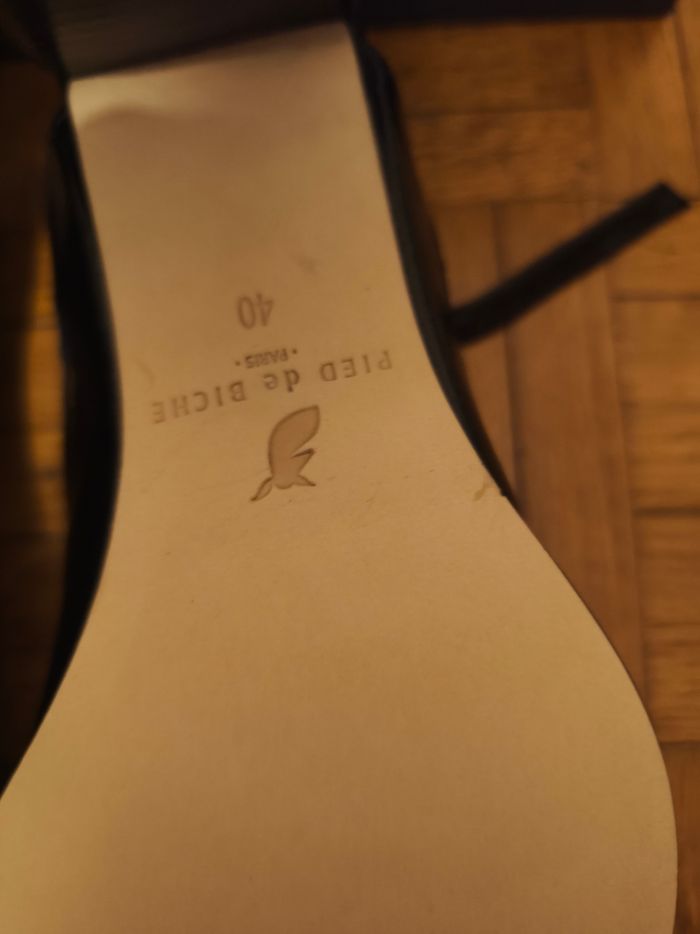 PIED de BICHE
• PARIS •
40